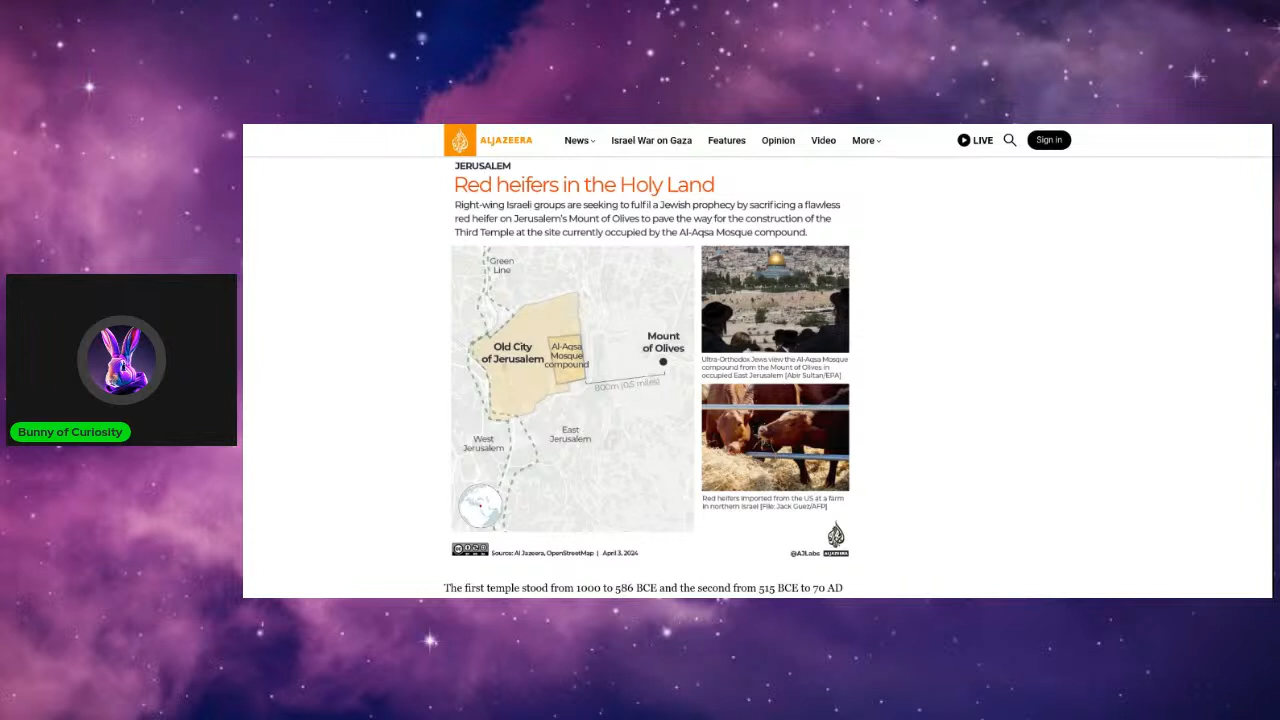 ALJAZEERA
News
Israel War on Gaza
Features
Opinion
Video
More
LIVE
Sign in
JERUSALEM
Red heifers in the Holy Land
Right-wing Israeli groups are seeking to fulfil a Jewish prophecy by sacrificing a flawless
red heifer on Jerusalem's Mount of Olives to pave the way for the construction of the
Third Temple at the site currently occupied by the Al-Aqsa Mosque compound.
Green
Line
Old City
of Jerusalem
Al-Aqsa
Mosque
compound
Mount
of Olives
800m (0.5 miles)
West
Jerusalem
East
Jerusalem
Ultra-Orthodox Jews view the Al-Aqsa Mosque
compound from the Mount of Olives in
occupied East Jerusalem [Abir Sultan/EPA]
Red heifers imported from the US at a farm
in northern Israel [File: Jack Guez/AFP]
Source: Al Jazeera, OpenStreetMap | April 3, 2024
@AJLabs
ALJAZEERA
The first temple stood from 1000 to 586 BCE and the second from 515 BCE to 70 AD
Bunny of Curiosity